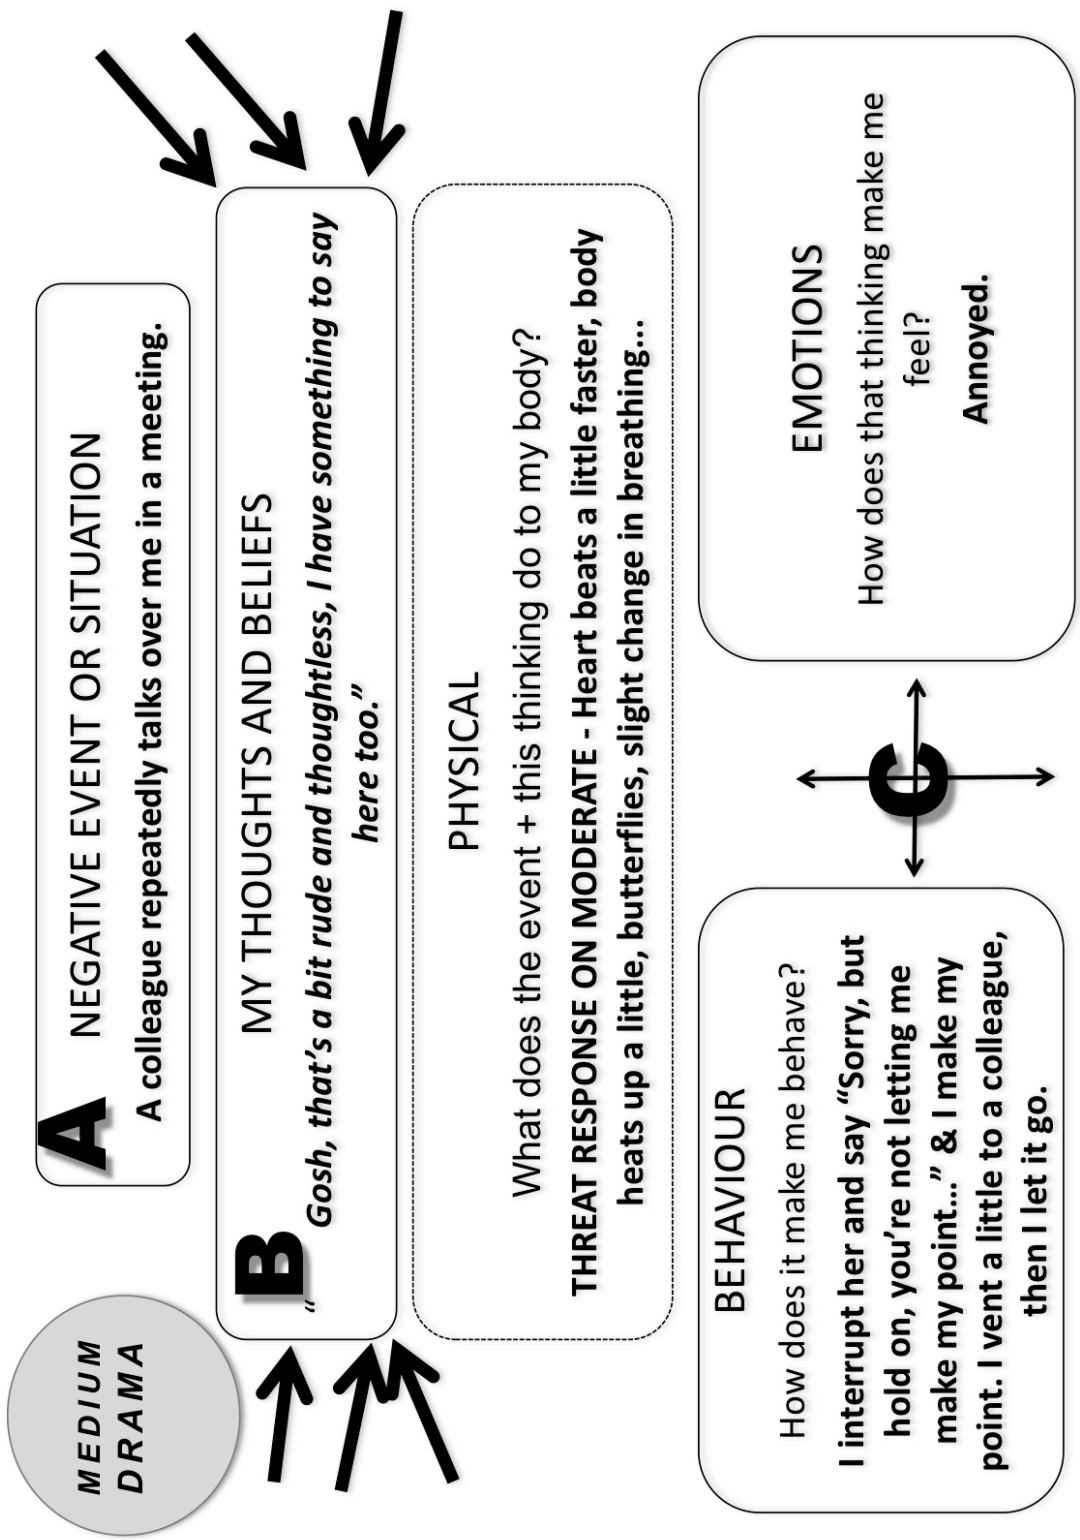 MEDIUM
DRAMA
A
NEGATIVE EVENT OR SITUATION
A colleague repeatedly talks over me in a meeting.
B
MY THOUGHTS AND BELIEFS
“Gosh, that’s a bit rude and thoughtless, I have something to say
here too.”
PHYSICAL
What does the event + this thinking do to my body?
THREAT RESPONSE ON MODERATE - Heart beats a little faster, body
heats up a little, butterflies, slight change in breathing…
BEHAVIOUR
How does it make me behave?
I interrupt her and say “Sorry, but
hold on, you’re not letting me
make my point…” & I make my
point. I vent a little to a colleague,
then I let it go.
C
EMOTIONS
How does that thinking make me
feel?
Annoyed.